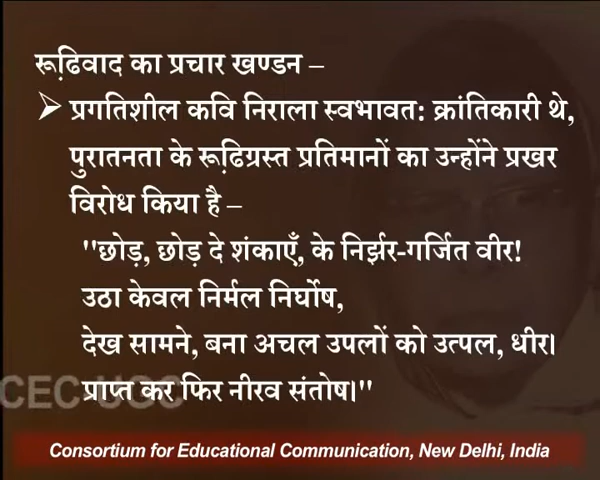 रूढ़िवाद का प्रचार खण्डन –
➢ प्रगतिशील कवि निराला स्वभावत: क्रांतिकारी थे,
पुरातनता के रूढ़िग्रस्त प्रतिमानों का उन्होंने प्रखर
विरोध किया है –
"छोड़, छोड़ दे शंकाएँ, के निर्झर-गर्जित वीर!
उठा केवल निर्मल निर्घोष,
देख सामने, बना अचल उपलों को उत्पल, धीर।
प्राप्त कर फिर नीरव संतोष।"
CEC-UGC
Consortium for Educational Communication, New Delhi, India